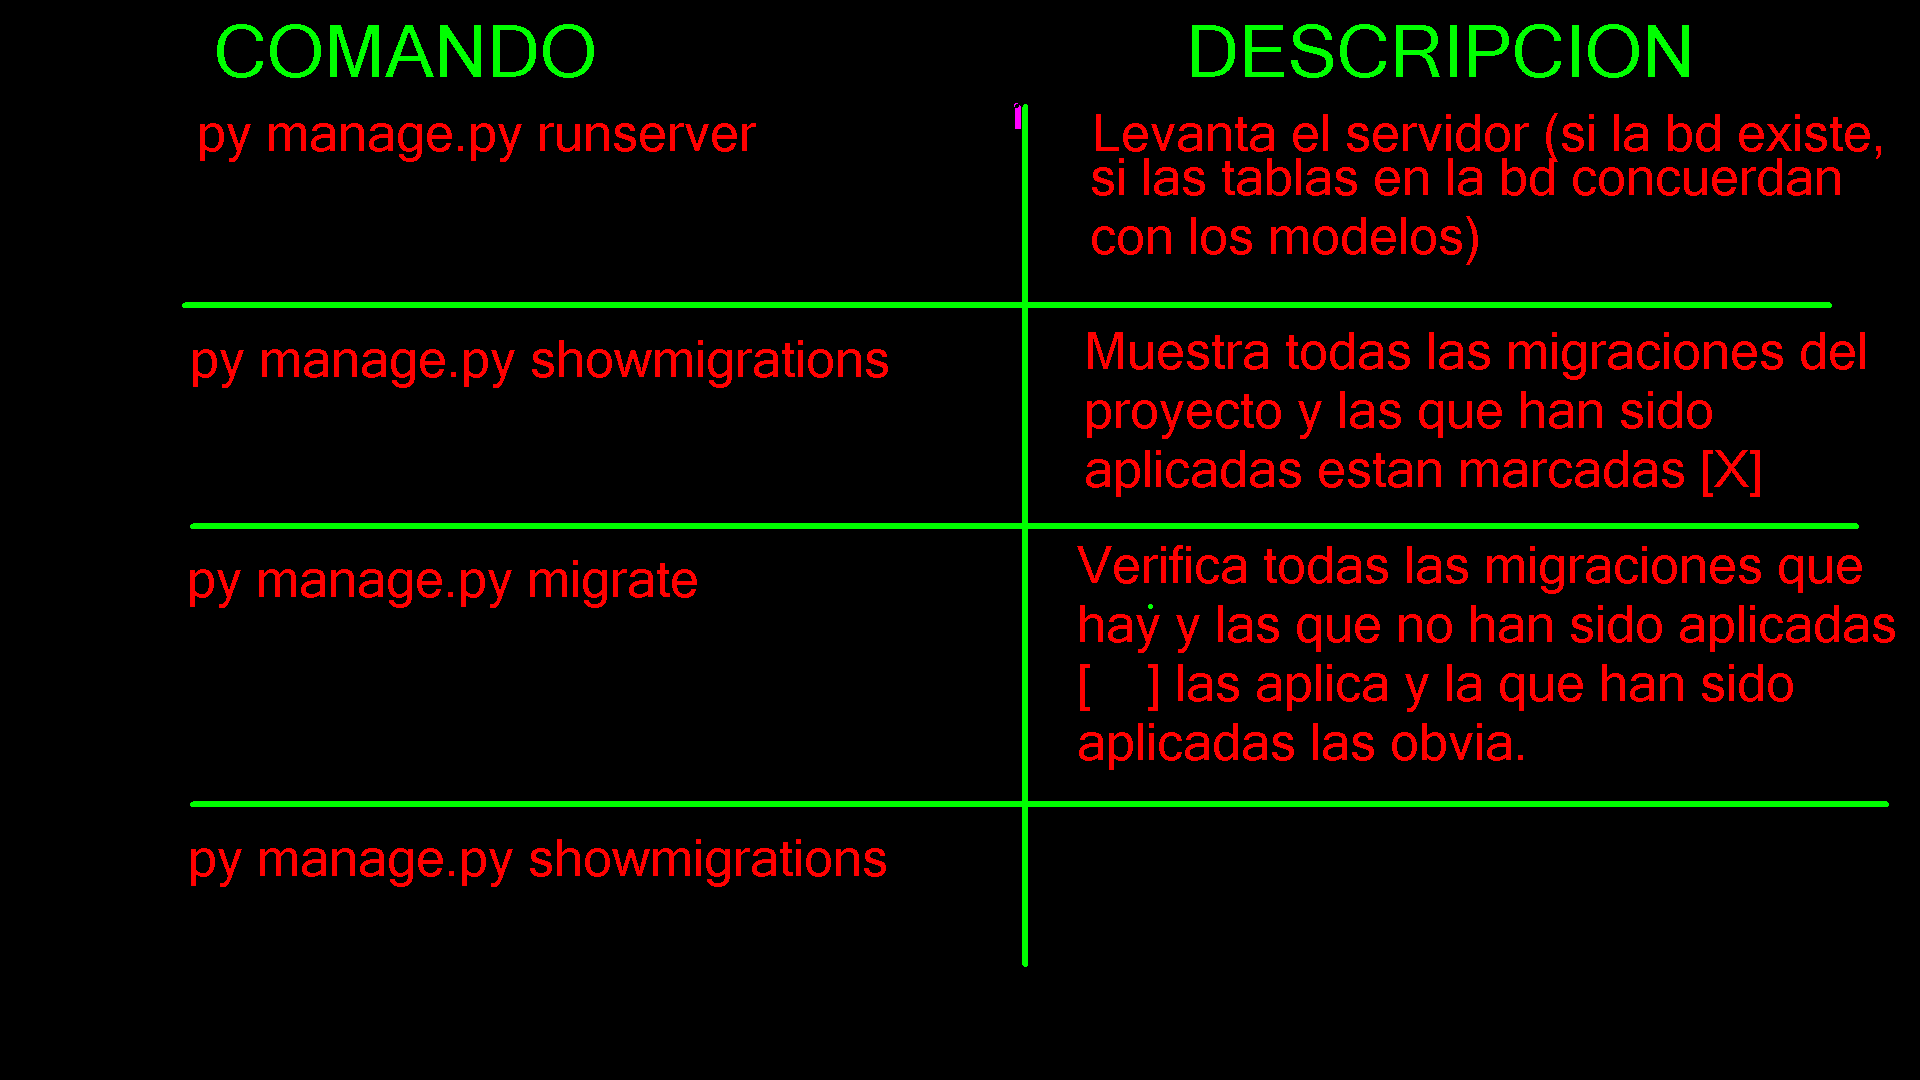 COMANDO
DESCRIPCION
py manage.py runserver
Levanta el servidor (si la bd existe,
si las tablas en la bd concuerdan
con los modelos)
py manage.py showmigrations
Muestra todas las migraciones del
proyecto y las que han sido
aplicadas estan marcadas [X]
py manage.py migrate
Verifica todas las migraciones que
hay y las que no han sido aplicadas
[    ] las aplica y la que han sido
aplicadas las obvia.
py manage.py showmigrations